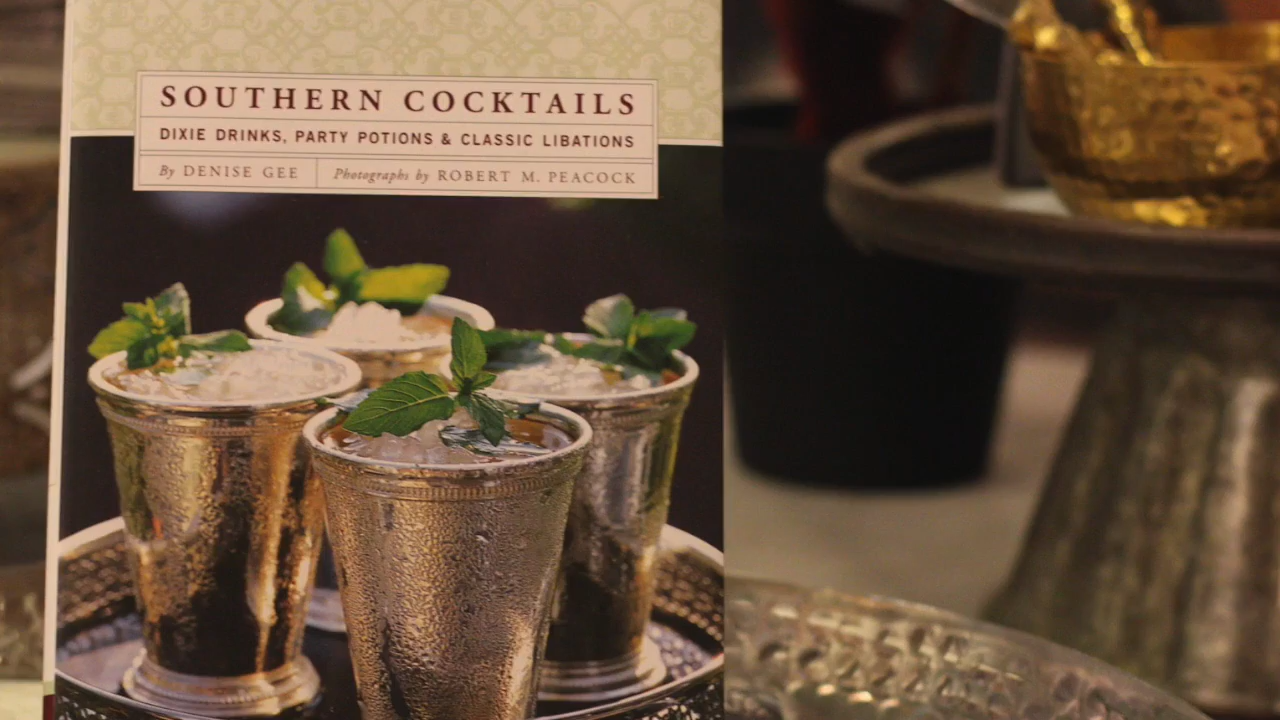 SOUTHERN COCKTAILS
DIXIE DRINKS, PARTY POTIONS & CLASSIC LIBATIONS
By DENISE GEE Photographs by ROBERT M. PEACOCK